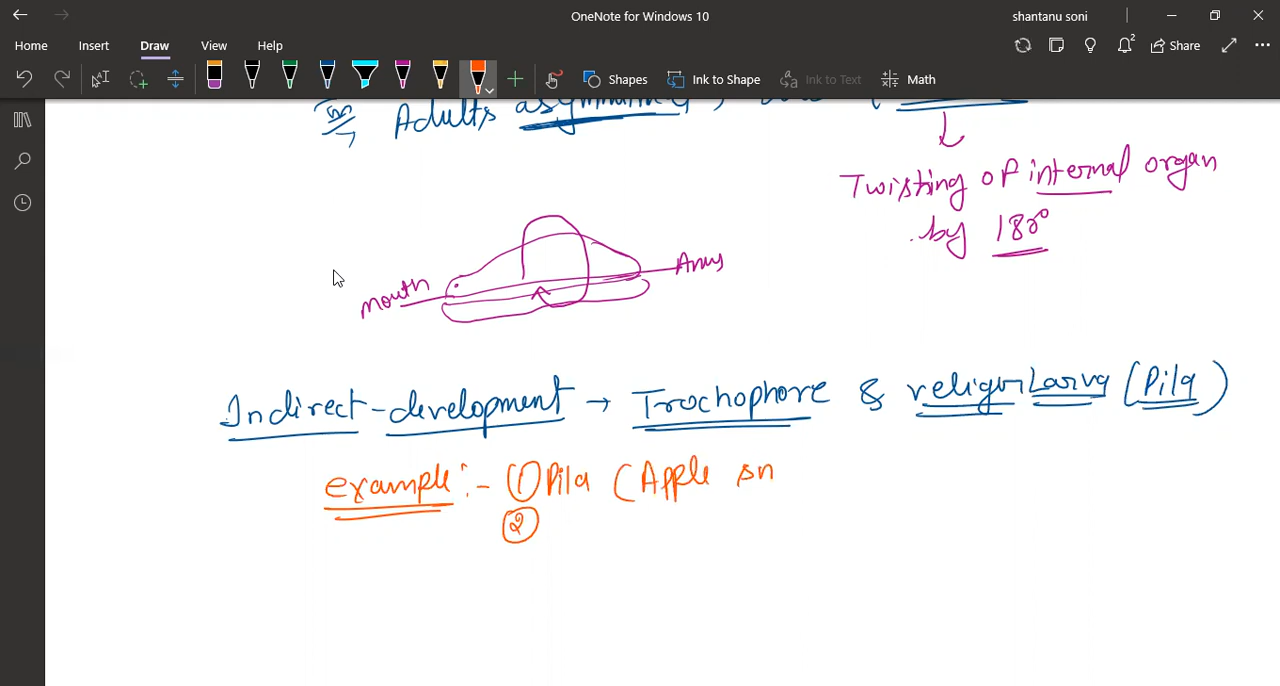 OneNote for Windows 10
shantanu soni
Home Insert Draw View Help
Share
Shapes Ink to Shape Ink to Text Math
Adults
Twisting of internal organ
by 180°
Mouth
Anus
Indirect-development → Trochophore & religur Larva (Pila)
example:- ① Pila (Apple sn
②